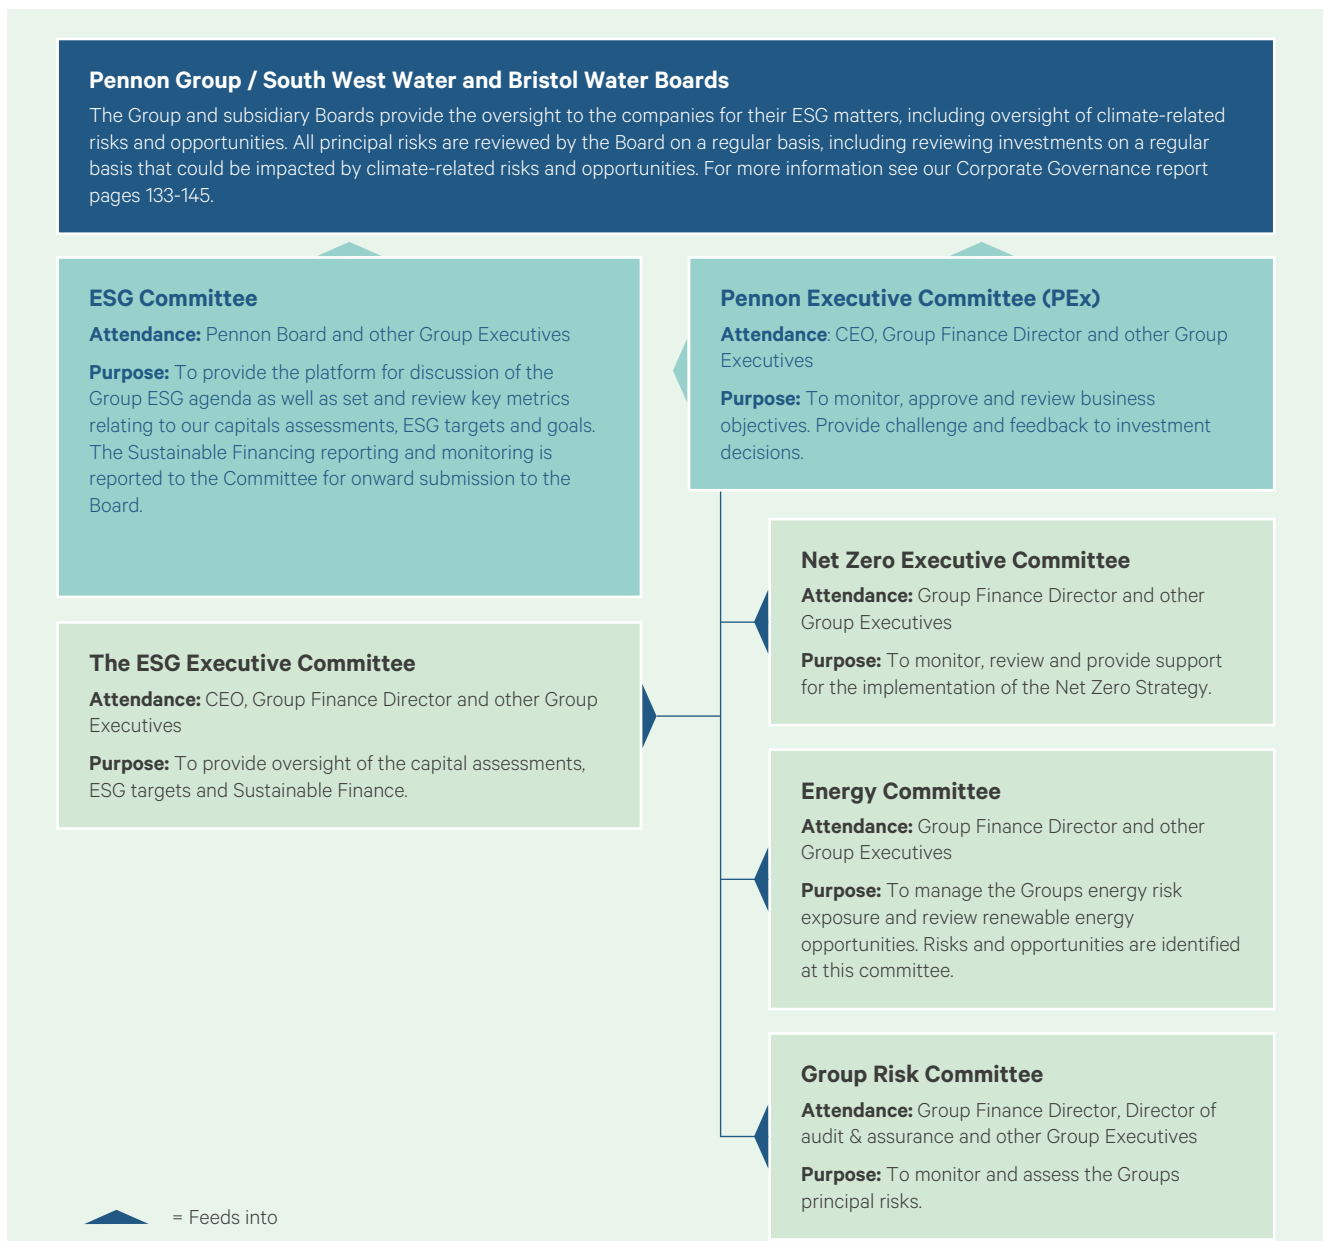 Pennon Group / South West Water and Bristol Water Boards
The Group and subsidiary Boards provide the oversight to the companies for their ESG matters, including oversight of climate-related
risks and opportunities. All principal risks are reviewed by the Board on a regular basis, including reviewing investments on a regular
basis that could be impacted by climate-related risks and opportunities. For more information see our Corporate Governance report
pages 133-145.
ESG Committee
Attendance: Pennon Board and other Group Executives
Purpose: To provide the platform for discussion of the
Group ESG agenda as well as set and review key metrics
relating to our capitals assessments, ESG targets and goals.
The Sustainable Financing reporting and monitoring is
reported to the Committee for onward submission to the
Board.
Pennon Executive Committee (PEx)
Attendance: CEO, Group Finance Director and other Group
Executives
Purpose: To monitor, approve and review business
objectives. Provide challenge and feedback to investment
decisions.
The ESG Executive Committee
Attendance: CEO, Group Finance Director and other Group
Executives
Purpose: To provide oversight of the capital assessments,
ESG targets and Sustainable Finance.
Net Zero Executive Committee
Attendance: Group Finance Director and other
Group Executives
Purpose: To monitor, review and provide support
for the implementation of the Net Zero Strategy.
Energy Committee
Attendance: Group Finance Director and other
Group Executives
Purpose: To manage the Groups energy risk
exposure and review renewable energy
opportunities. Risks and opportunities are identified
at this committee.
Group Risk Committee
Attendance: Group Finance Director, Director of
audit & assurance and other Group Executives
Purpose: To monitor and assess the Groups
principal risks.
= Feeds into